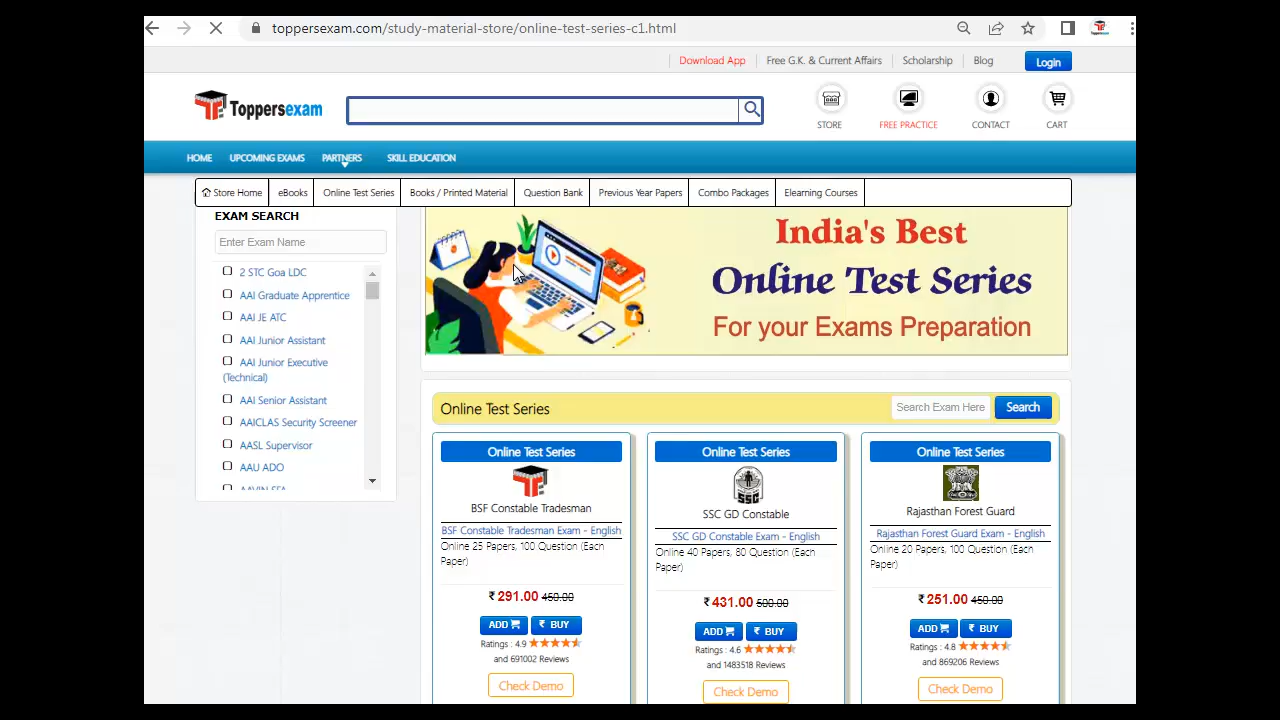 toppersexam.com/study-material-store/online-test-series-c1.html
Download App
Free G.K. & Current Affairs
Scholarship
Blog
Login
Toppersexam
STORE
FREE PRACTICE
CONTACT
CART
HOME
UPCOMING EXAMS
PARTNERS
SKILL EDUCATION
Store Home
eBooks
Online Test Series
Books / Printed Material
Question Bank
Previous Year Papers
Combo Packages
Elearning Courses
EXAM SEARCH
Enter Exam Name
2 STC Goa LDC
AAI Graduate Apprentice
AAI JE ATC
AAI Junior Assistant
AAI Junior Executive
(Technical)
AAI Senior Assistant
AAICLAS Security Screener
AASL Supervisor
AAU ADO
India's Best
Online Test Series
For your Exams Preparation
Online Test Series
Search Exam Here
Search
Online Test Series
BSF Constable Tradesman
BSF Constable Tradesman Exam - English
Online 25 Papers, 100 Question (Each
Paper)
₹ 291.00 450.00
ADD
₹ BUY
Ratings : 4.9
and 691002 Reviews
Check Demo
Online Test Series
SSC
SSC GD Constable
SSC GD Constable Exam - English
Online 40 Papers, 80 Question (Each
Paper)
₹ 431.00 500.00
ADD
₹ BUY
Ratings : 4.6
and 1483518 Reviews
Check Demo
Online Test Series
Rajasthan Forest Guard
Rajasthan Forest Guard Exam - English
Online 20 Papers, 100 Question (Each
Paper)
₹ 251.00 450.00
ADD
₹ BUY
Ratings : 4.8
and 869206 Reviews
Check Demo